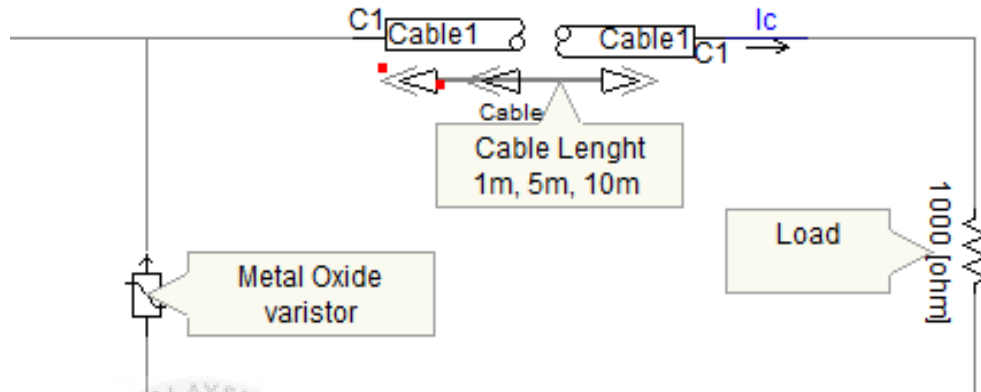 C1
Cable1
Cable1
C1
Ic
Cable
Cable Lenght
1m, 5m, 10m
1000 [ohm]
Load
Metal Oxide
varistor